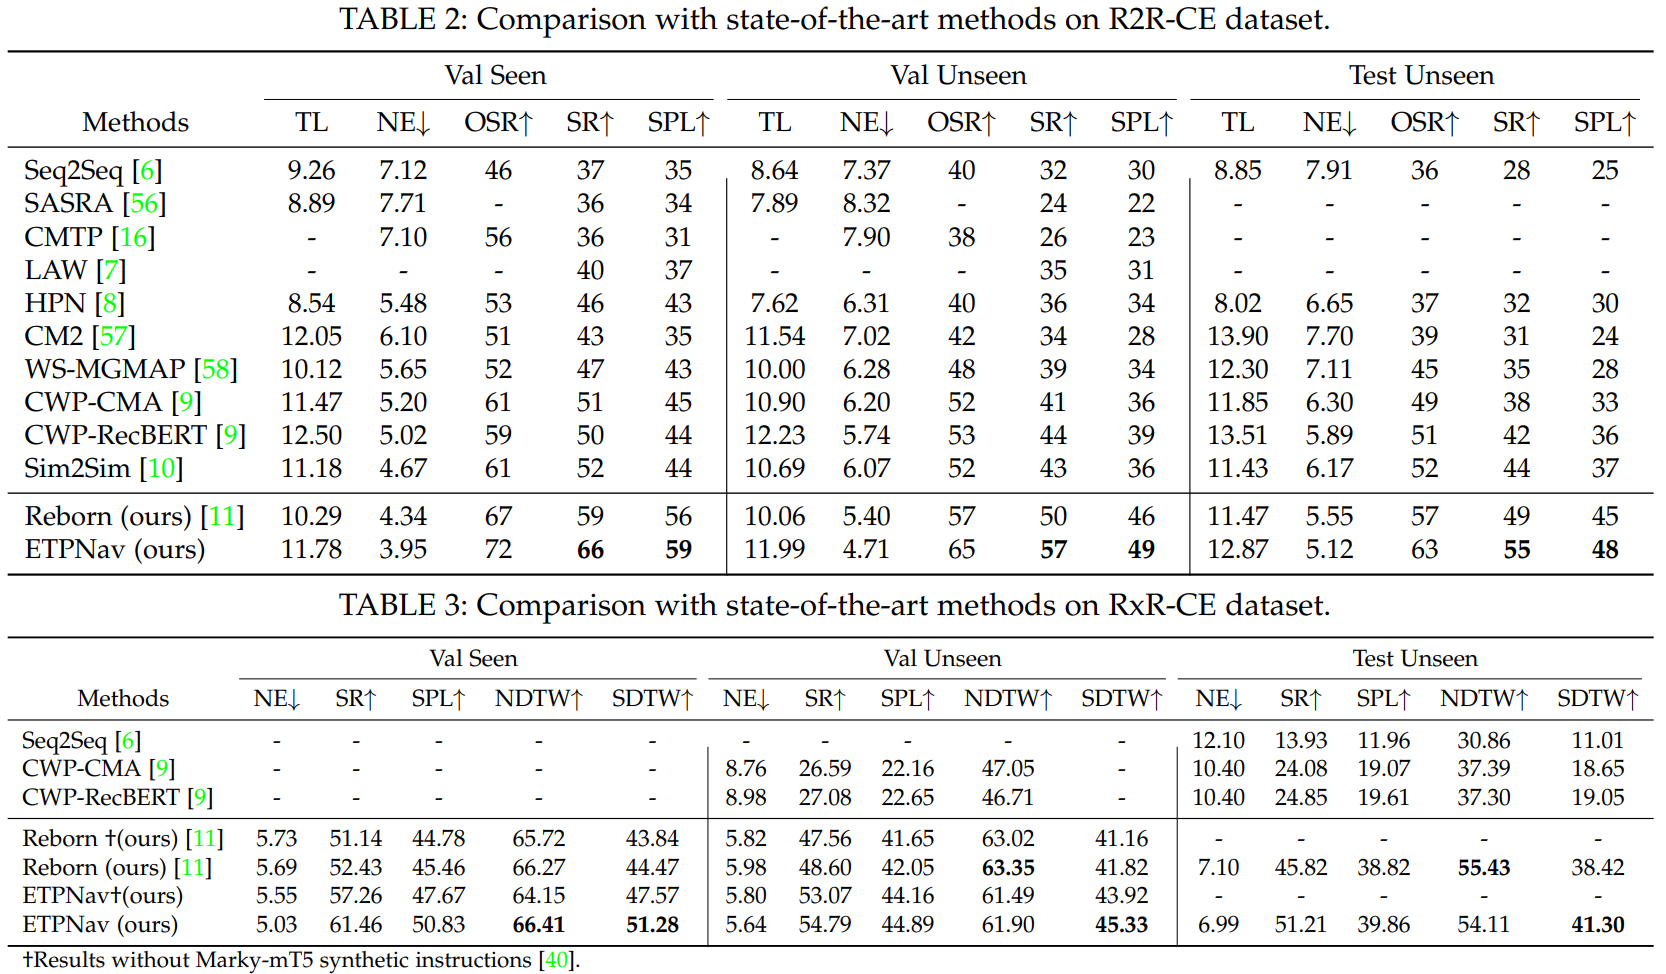 TABLE 2: Comparison with state-of-the-art methods on R2R-CE dataset.
Val Seen Val Unseen Test Unseen
Methods TL NE↓ OSR↑ SR↑ SPL↑ TL NE↓ OSR↑ SR↑ SPL↑ TL NE↓ OSR↑ SR↑ SPL↑
Seq2Seq [6] 9.26 7.12 46 37 35 8.64 7.37 40 32 30 8.85 7.91 36 28 25
SASRA [56] 8.89 7.71 - 36 34 7.89 8.32 - 24 22 - - - - -
CMTP [16] - 7.10 56 36 31 - 7.90 38 26 23 - - - - -
LAW [7] - - - 40 37 - - - 35 31 - - - - -
HPN [8] 8.54 5.48 53 46 43 7.62 6.31 40 36 34 8.02 6.65 37 32 30
CM2 [57] 12.05 6.10 51 43 35 11.54 7.02 42 34 28 13.90 7.70 39 31 24
WS-MGMAP [58] 10.12 5.65 52 47 43 10.00 6.28 48 39 34 12.30 7.11 45 35 28
CWP-CMA [9] 11.47 5.20 61 51 45 10.90 6.20 52 41 36 11.85 6.30 49 38 33
CWP-RecBERT [9] 12.50 5.02 59 50 44 12.23 5.74 53 44 39 13.51 5.89 51 42 36
Sim2Sim [10] 11.18 4.67 61 52 44 10.69 6.07 52 43 36 11.43 6.17 52 44 37
Reborn (ours) [11] 10.29 4.34 67 59 56 10.06 5.40 57 50 46 11.47 5.55 57 49 45
ETPNav (ours) 11.78 3.95 72 66 59 11.99 4.71 65 57 49 12.87 5.12 63 55 48
TABLE 3: Comparison with state-of-the-art methods on RxR-CE dataset.
Val Seen Val Unseen Test Unseen
Methods NE↓ SR↑ SPL↑ NDTW↑ SDTW↑ NE↓ SR↑ SPL↑ NDTW↑ SDTW↑ NE↓ SR↑ SPL↑ NDTW↑ SDTW↑
Seq2Seq [6] - - - - - - - - - - 12.10 13.93 11.96 30.86 11.01
CWP-CMA [9] - - - - - 8.76 26.59 22.16 47.05 - 10.40 24.08 19.07 37.39 18.65
CWP-RecBERT [9] - - - - - 8.98 27.08 22.65 46.71 - 10.40 24.85 19.61 37.30 19.05
Reborn †(ours) [11] 5.73 51.14 44.78 65.72 43.84 5.82 47.56 41.65 63.02 41.16 - - - - -
Reborn (ours) [11] 5.69 52.43 45.46 66.27 44.47 5.98 48.60 42.05 63.35 41.82 7.10 45.82 38.82 55.43 38.42
ETPNav†(ours) 5.55 57.26 47.67 64.15 47.57 5.80 53.07 44.16 61.49 43.92 - - - - -
ETPNav (ours) 5.03 61.46 50.83 66.41 51.28 5.64 54.79 44.89 61.90 45.33 6.99 51.21 39.86 54.11 41.30
†Results without Marky-mT5 synthetic instructions [40].